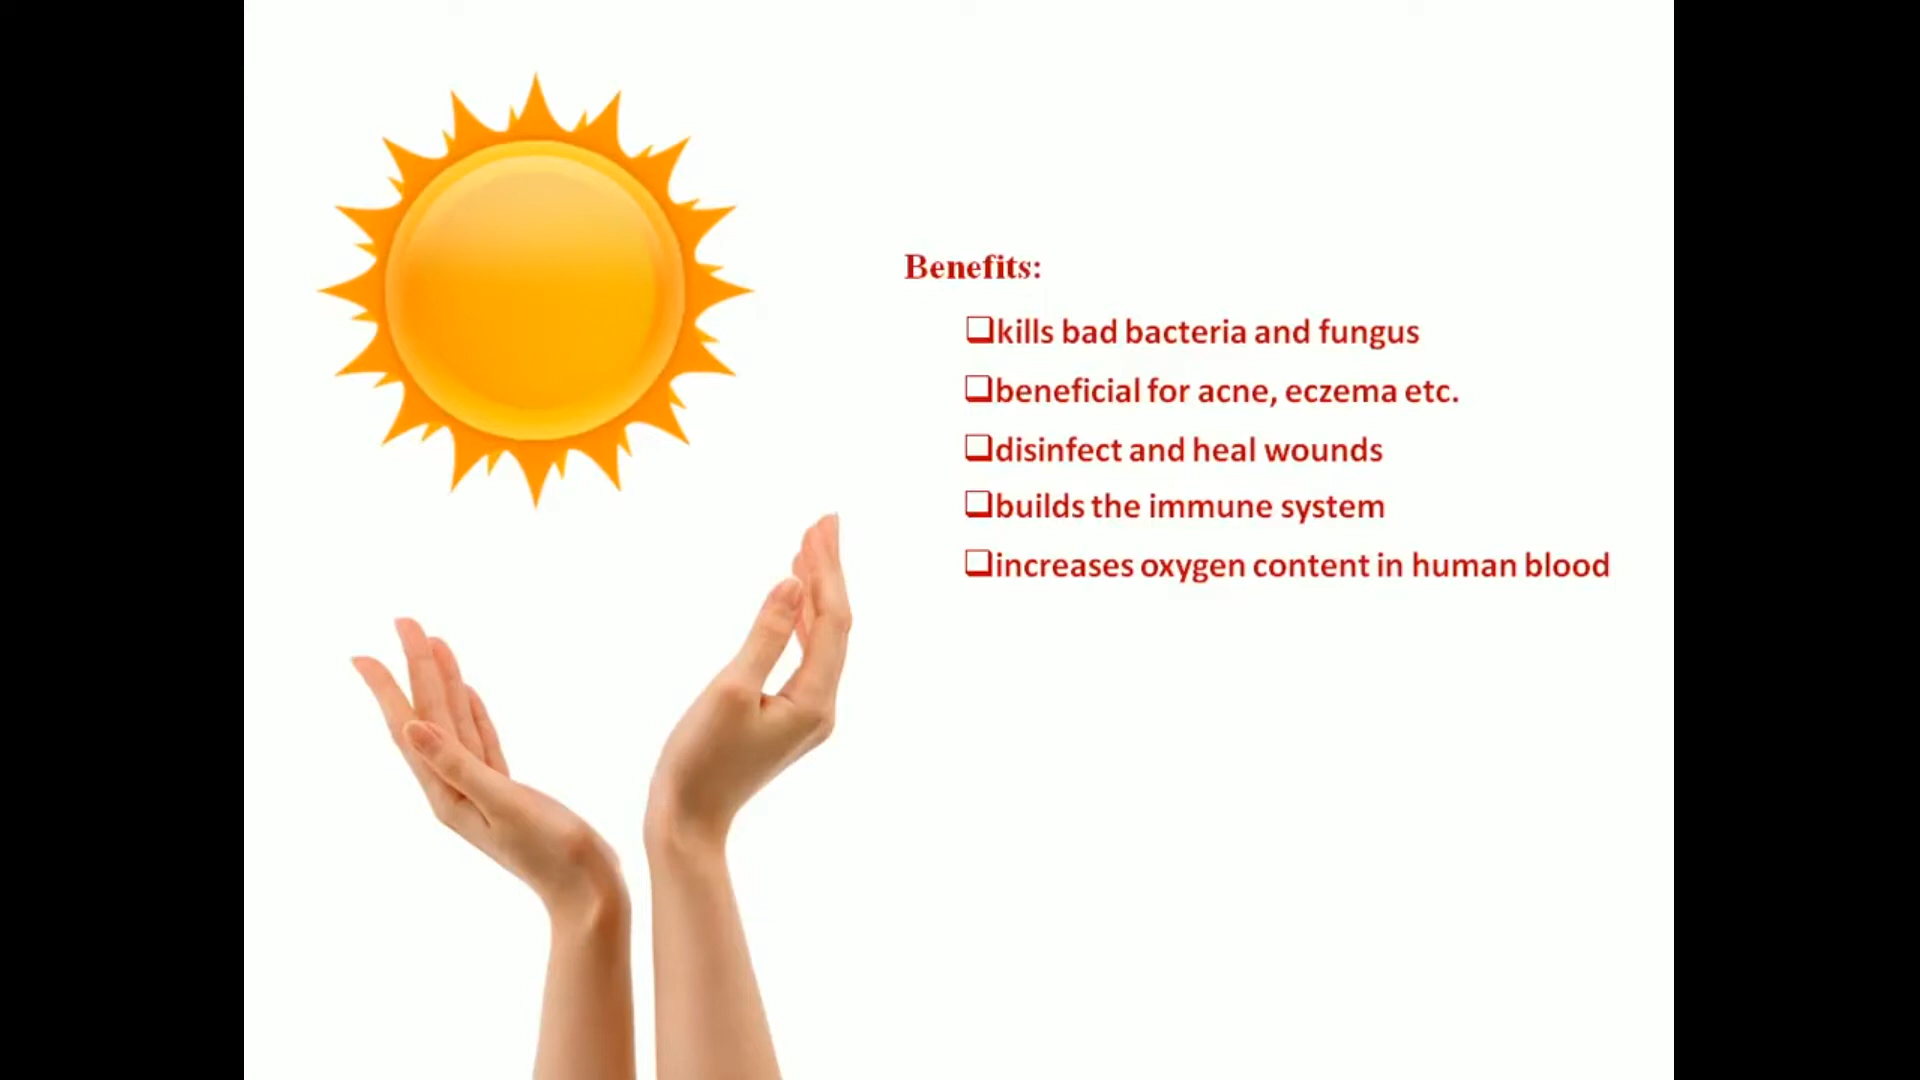 Benefits:
❑kills bad bacteria and fungus
❑beneficial for acne, eczema etc.
❑disinfect and heal wounds
❑builds the immune system
❑increases oxygen content in human blood